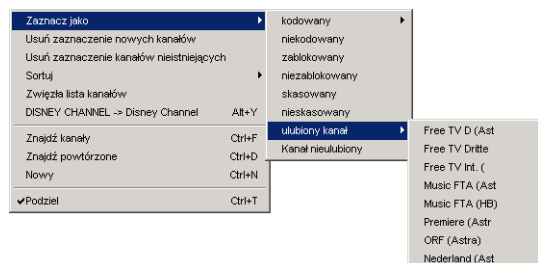 Zaznacz jako
Usuń zaznaczenie nowych kanałów
Usuń zaznaczenie kanałów nieistniejących
Sortuj
Zwięzła lista kanałów
DISNEY CHANNEL -> Disney Channel Alt+Y
Znajdź kanały Ctrl+F
Znajdź powtórzone Ctrl+D
Nowy Ctrl+N
✔Podziel Ctrl+T
kodowany
niekodowany
zablokowany
niezablokowany
skasowany
nieskasowany
ulubiony kanał
Kanał nieulubiony
Free TV D (Ast
Free TV Dritte
Free TV Int. (
Music FTA (Ast
Music FTA (HB)
Premiere (Astr
ORF (Astra)
Nederland (Ast